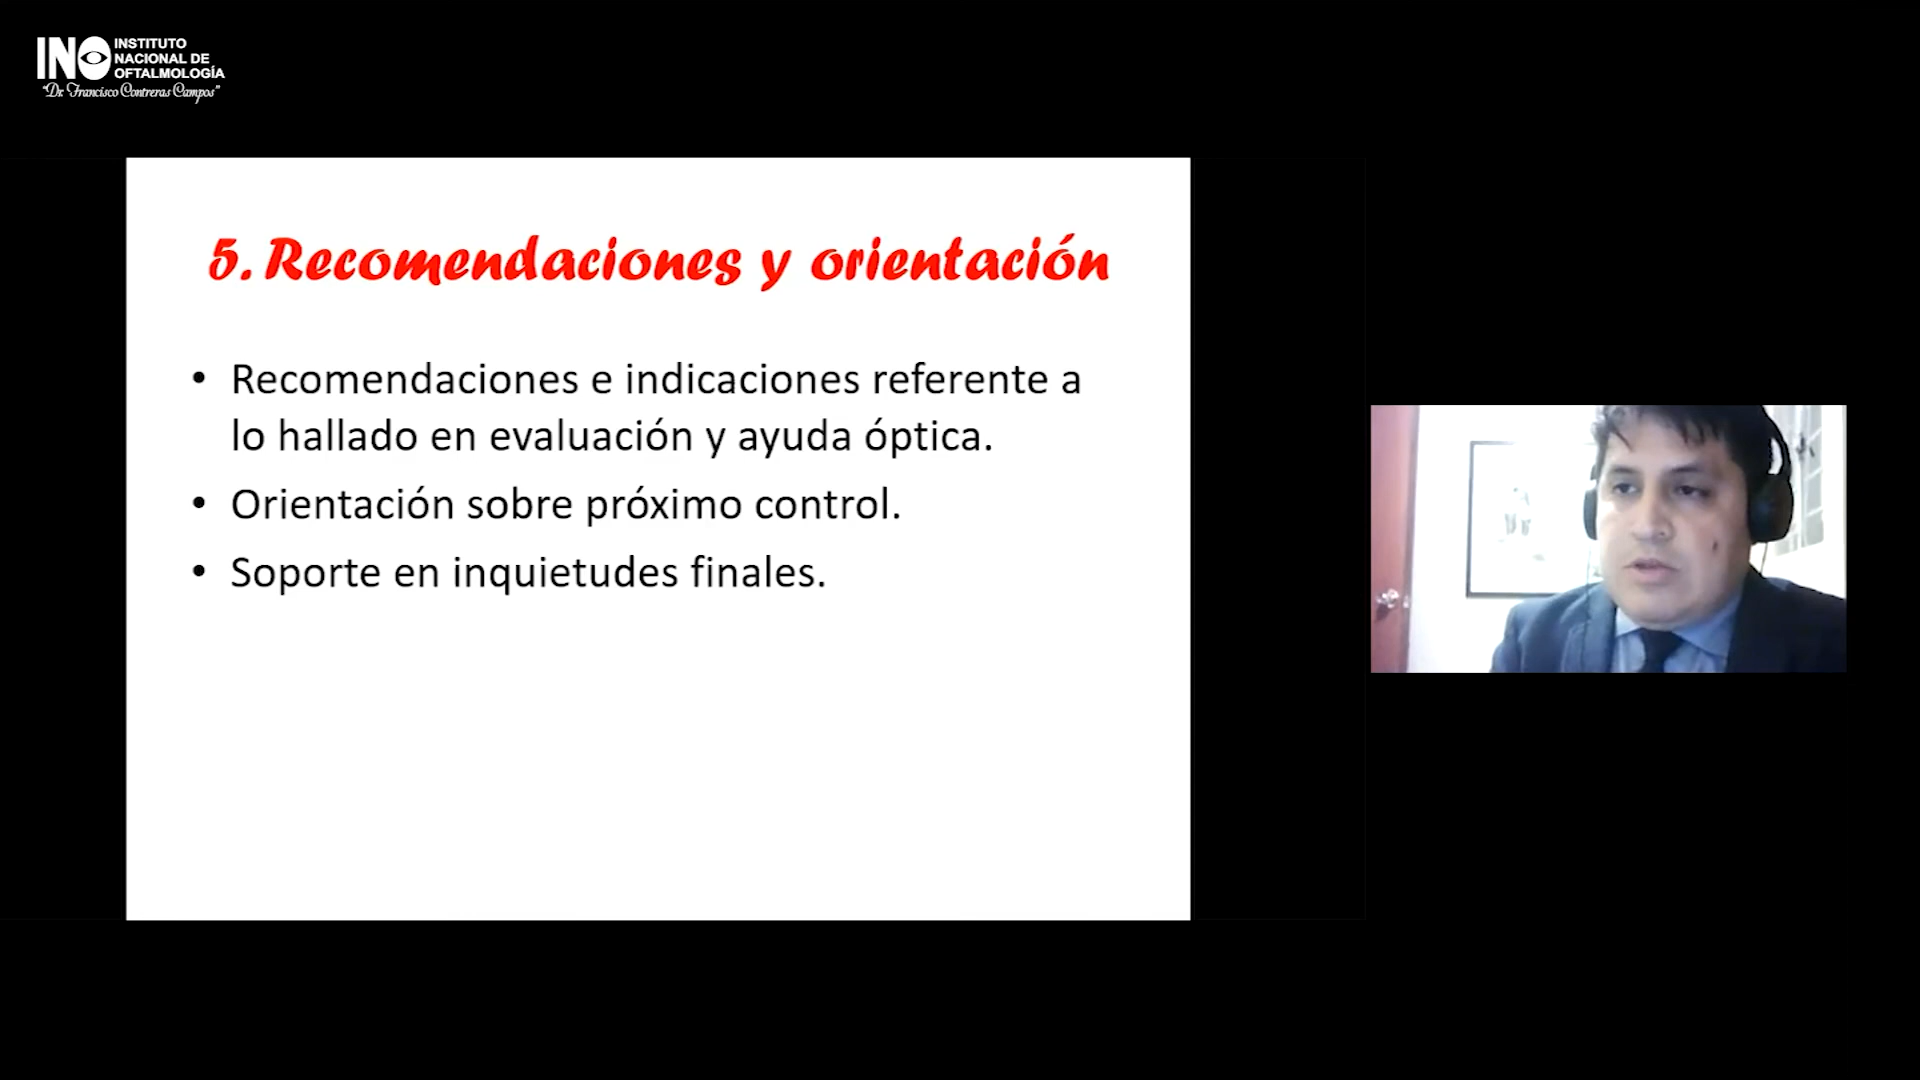 INO INSTITUTO
NACIONAL DE
OFTALMOLOGÍA
"Dr. Francisco Contreras Campos"
5. Recomendaciones y orientación
• Recomendaciones e indicaciones referente a
lo hallado en evaluación y ayuda óptica.
• Orientación sobre próximo control.
• Soporte en inquietudes finales.